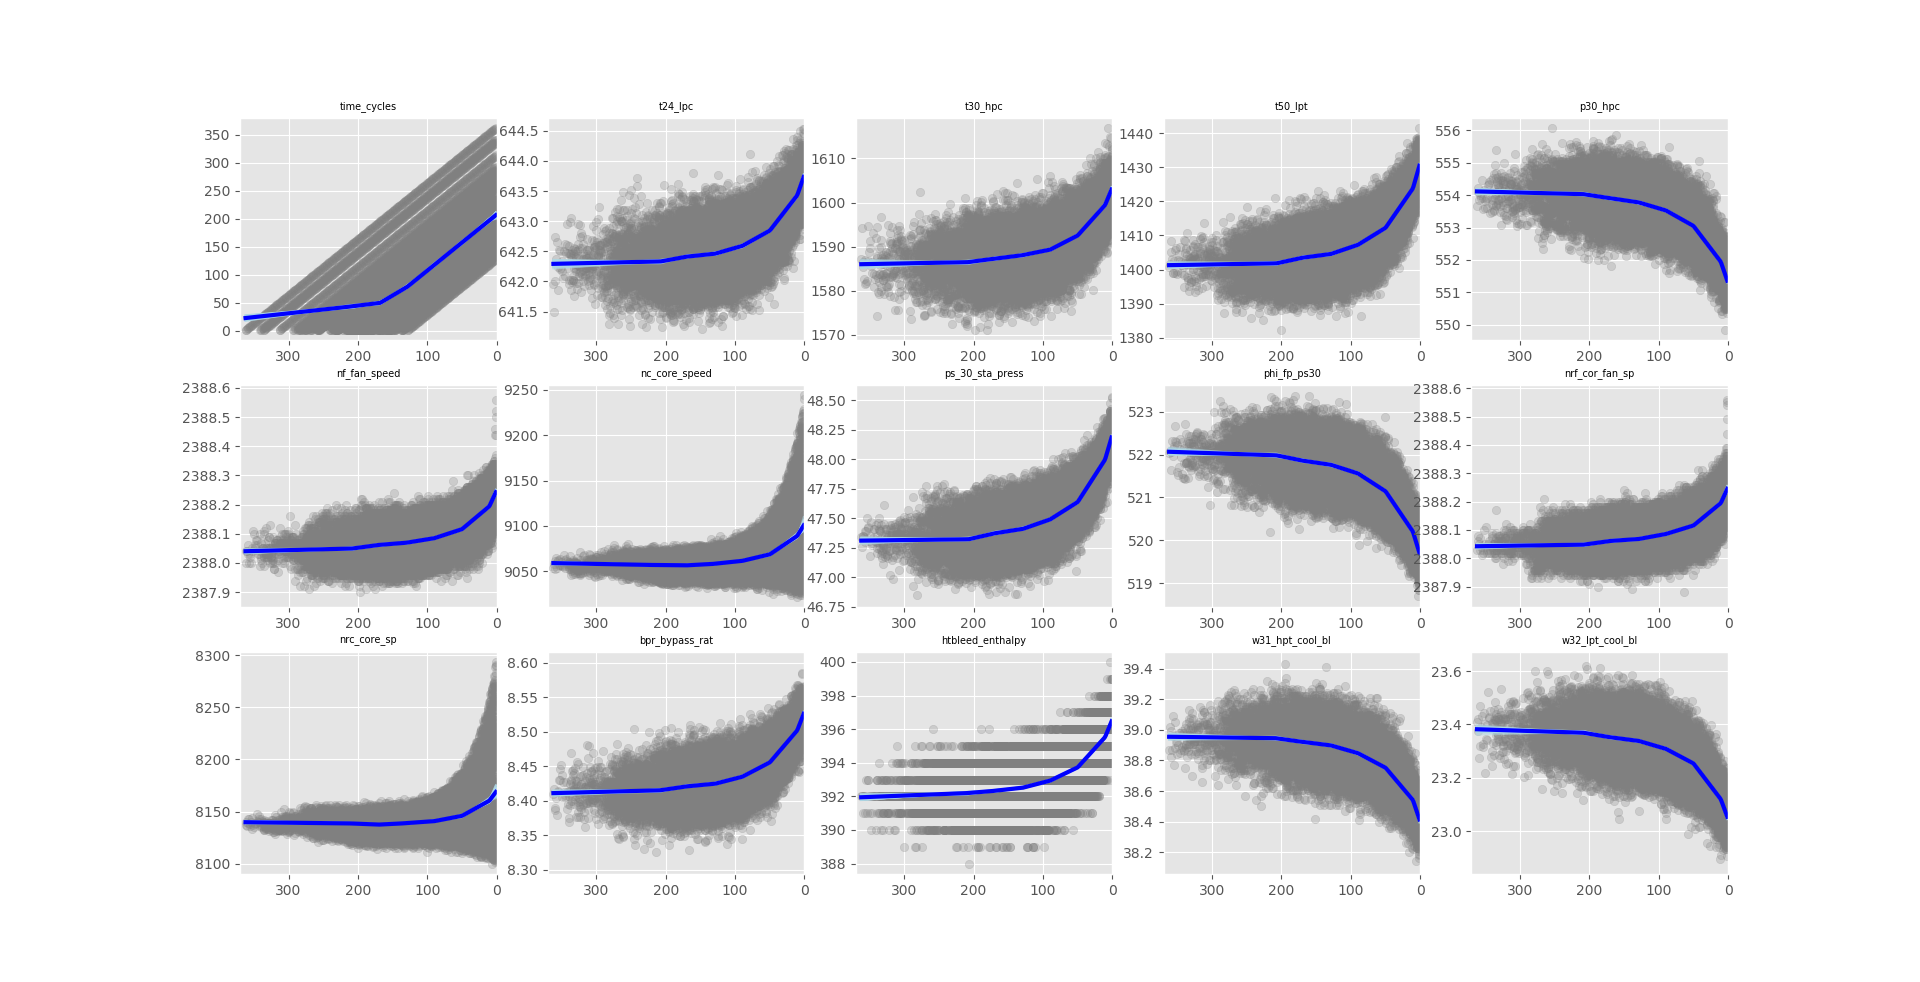 time_cycles t24_lpc t30_hpc t50_lpt p30_hpc
350 644.5 1610 1440 556
300 644.0 1600 1430 555
250 643.5 1590 1420 554
200 643.0 1580 1410 553
150 642.5 1570 1400 552
100 642.0 1390 551
50 641.5 1380 550
0
300 200 100 0 300 200 100 0 300 200 100 0 300 200 100 0 300 200 100 0
nf_fan_speed nc_core_speed ps_30_sta_press phi_fp_ps30 nrf_cor_fan_sp
2388.6 9250 48.50 523 2388.6
2388.5 9200 48.25 522 2388.5
2388.4 9150 48.00 521 2388.4
2388.3 9100 47.75 520 2388.3
2388.2 9050 47.50 519 2388.2
2388.1 47.25 2388.1
2388.0 47.00 2388.0
2387.9 46.75 2387.9
300 200 100 0 300 200 100 0 300 200 100 0 300 200 100 0 300 200 100 0
nrc_core_sp bpr_bypass_rat htbleed_enthalpy w31_hpt_cool_bl w32_lpt_cool_bl
8300 8.60 400 39.4 23.6
8250 8.55 398 39.2 23.4
8200 8.50 396 39.0 23.2
8150 8.45 394 38.8 23.0
8100 8.40 392 38.6
8.35 390 38.4
8.30 388 38.2
300 200 100 0 300 200 100 0 300 200 100 0 300 200 100 0 300 200 100 0